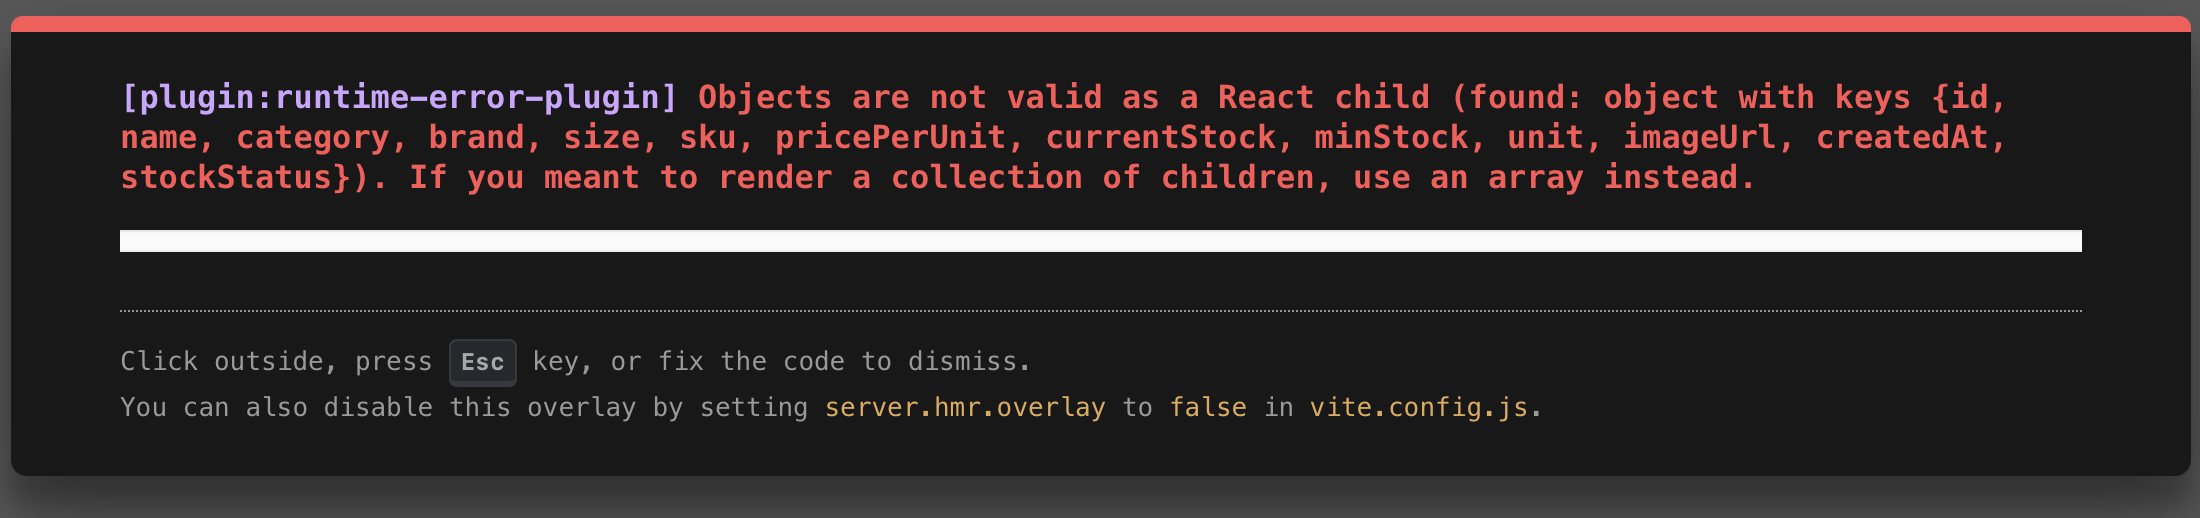 [plugin:runtime-error-plugin] Objects are not valid as a React child (found: object with keys {id,
name, category, brand, size, sku, pricePerUnit, currentStock, minStock, unit, imageUrl, createdAt,
stockStatus}). If you meant to render a collection of children, use an array instead.
Click outside, press Esc key, or fix the code to dismiss.
You can also disable this overlay by setting server.hmr.overlay to false in vite.config.js.